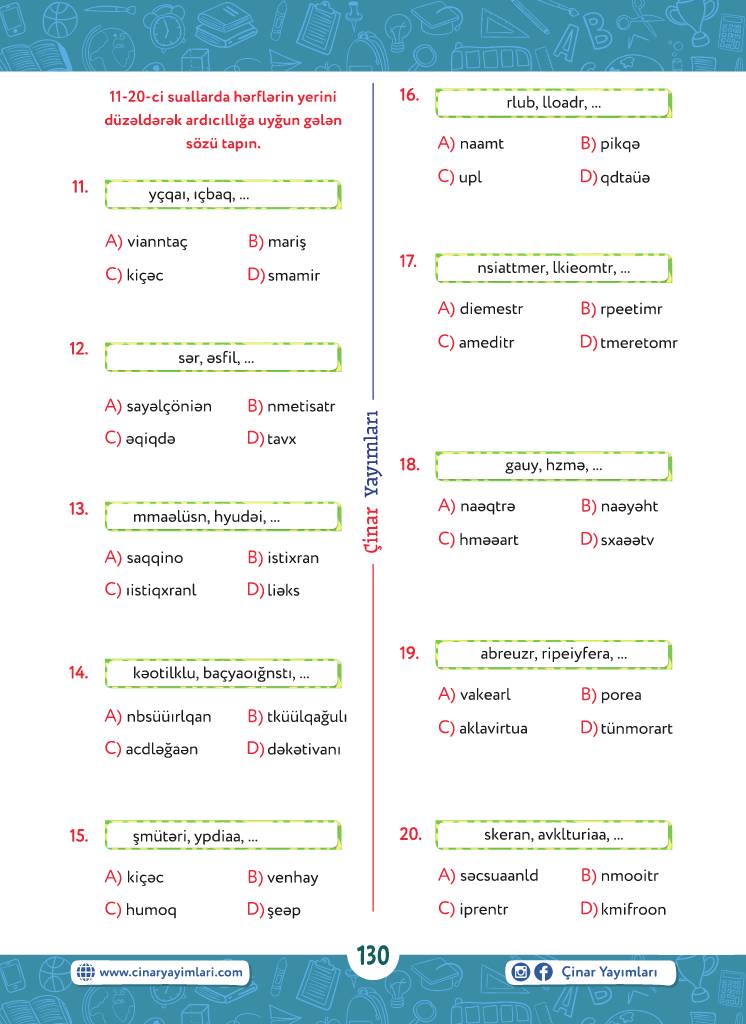 11-20-ci suallarda hərflərin yerini
düzəldərək ardıcıllığa uyğun gələn
sözü tapın.
11.
yçqaı, ıçbaq, ...
A) vianntaç B) mariş
C) kiçəc D) smamir
12.
sər, əsfil, ...
A) sayəlçöniən B) nmetisatr
C) əqiqdə D) tavx
13.
mmaəlüsn, hyudəi, ...
A) saqqino B) istixran
C) ıistiqxranl D) liəks
14.
kəotilklu, baçyaoığnstı, ...
A) nbsüüırlqan B) tküülqağulı
C) acdləğaən D) dəkətivanı
15.
şmütəri, ypdiaa, ...
A) kiçəc B) venhay
C) humoq D) şeəp
Çinar Yayımları
16.
rlub, lloadr, ...
A) naamt B) pikqə
C) upl D) qdtaüə
17.
nsiattmer, lkieomtr, ...
A) diemestr B) rpeetimr
C) ameditr D) tmeretomr
18.
gauy, hzmə, ...
A) naəqtrə B) naəyəht
C) hməəart D) sxaəətv
19.
abreuzr, ripeiyfera, ...
A) vakearl B) porea
C) aklavirtua D) tünmorart
20.
skeran, avklturiaa, ...
A) səcsuaanld B) nmooitr
C) iprentr D) kmifroon
130
www.cinaryayimlari.com
Çinar Yayımları